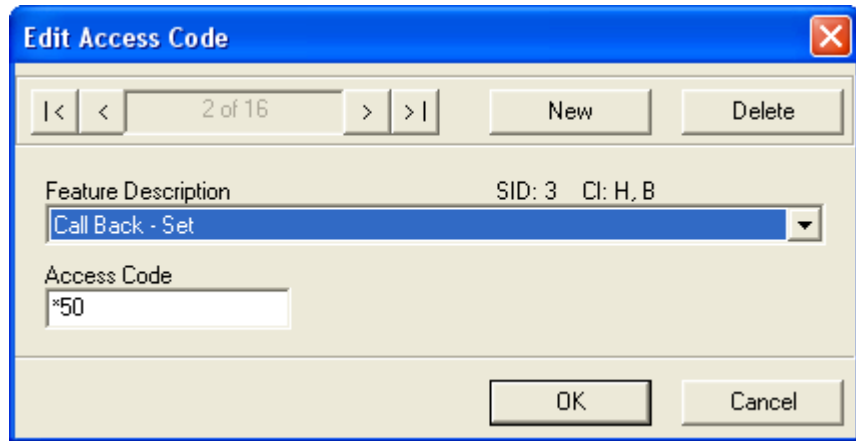 Edit Access Code
|< < 2 of 16 > >| New Delete
Feature Description SID: 3 CI: H, B
Call Back - Set
Access Code
*50
OK Cancel